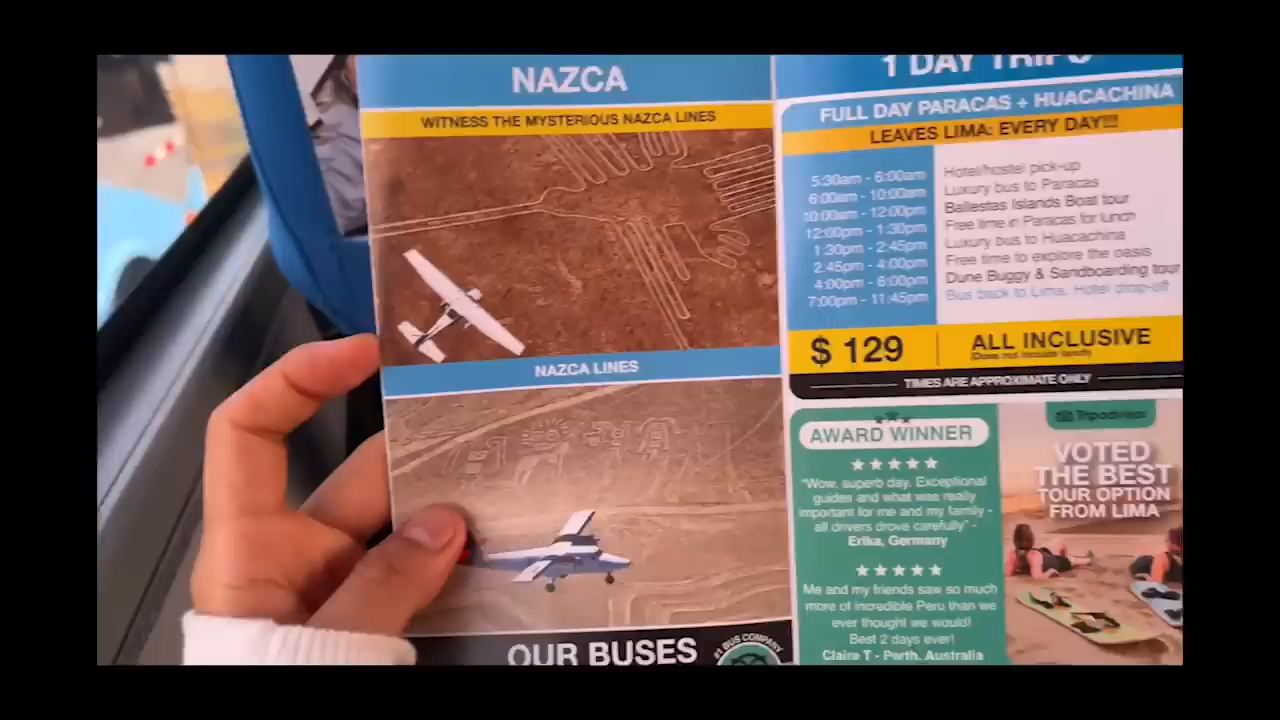 NAZCA
WITNESS THE MYSTERIOUS NAZCA LINES
NAZCA LINES
OUR BUSES
#1 BUS COMPANY
1 DAY TRIPS
FULL DAY PARACAS + HUACACHINA
LEAVES LIMA: EVERY DAY!!!
5:30am - 6:00am Hotel/hostel pick-up
6:00am - 10:00am Luxury bus to Paracas
10:00am - 12:00pm Ballestas Islands Boat tour
12:00pm - 1:30pm Free time in Paracas for lunch
1:30pm - 2:45pm Luxury bus to Huacachina
2:45pm - 4:00pm Free time to explore the oasis
4:00pm - 6:00pm Dune Buggy & Sandboarding tour
7:00pm - 11:45pm Bus back to Lima, Hotel drop-off
$ 129 ALL INCLUSIVE
(Does not include lunch)
TIMES ARE APPROXIMATE ONLY
AWARD WINNER
"Wow, superb day. Exceptional
guides and what was really
important for me and my family -
all drivers drove carefully" -
Erika, Germany
Me and my friends saw so much
more of incredible Peru than we
ever thought we would!
Best 2 days ever!
Claire T - Perth, Australia
Tripadvisor
VOTED
THE BEST
TOUR OPTION
FROM LIMA